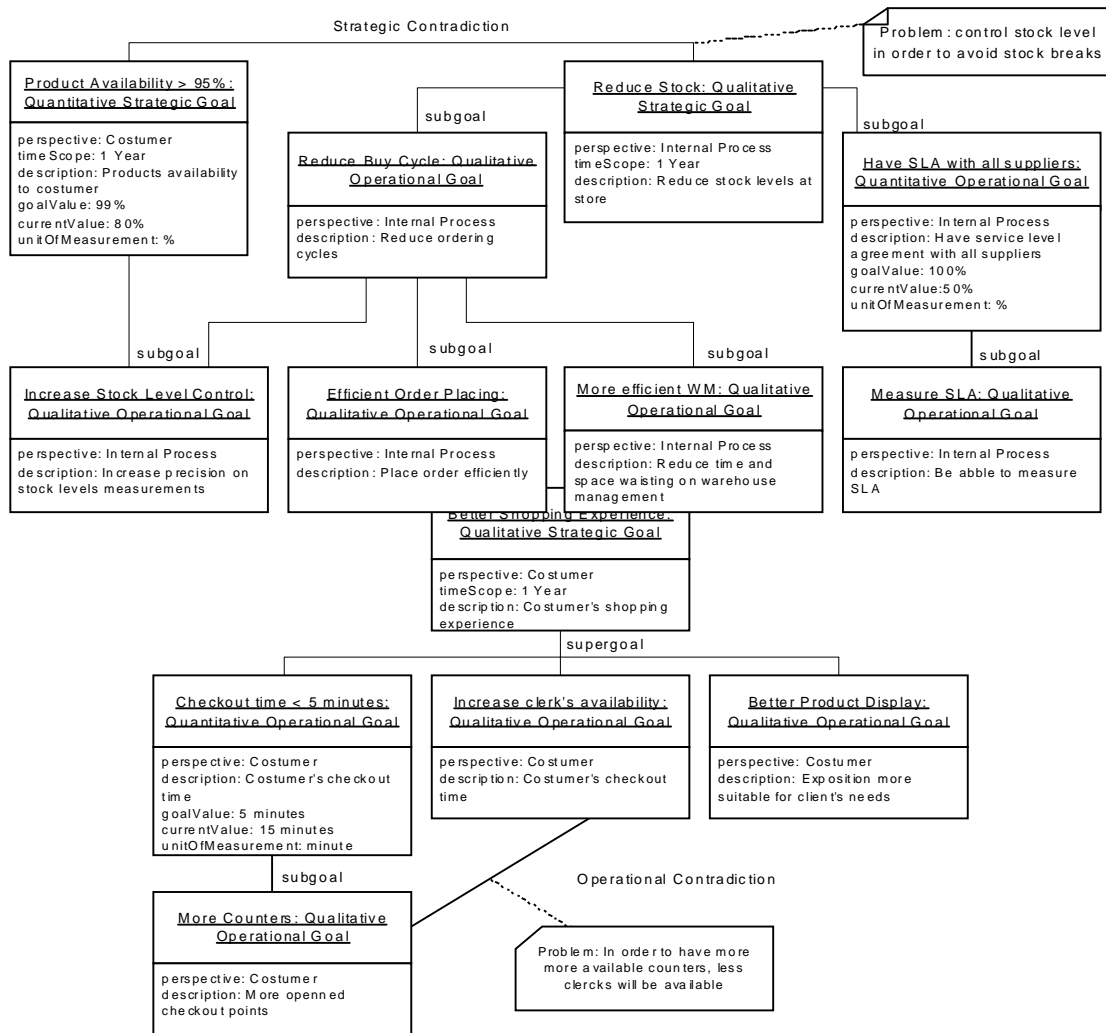 Strategic Contradiction
Problem: control stock level
in order to avoid stock breaks
Product Availability > 95%:
Quantitative Strategic Goal
perspective: Costumer
timeScope: 1 Year
description: Products availability
to costumer
goalValue: 99%
currentValue: 80%
unitOfMeasurement: %
Reduce Stock: Qualitative
Strategic Goal
perspective: Internal Process
timeScope: 1 Year
description: Reduce stock levels at
store
subgoal
subgoal
Reduce Buy Cycle: Qualitative
Operational Goal
perspective: Internal Process
description: Reduce ordering
cycles
Have SLA with all suppliers:
Quantitative Operational Goal
perspective: Internal Process
description: Have service level
agreement with all suppliers
goalValue: 100%
currentValue:50%
unitOfMeasurement: %
subgoal
subgoal
subgoal
subgoal
Increase Stock Level Control:
Qualitative Operational Goal
perspective: Internal Process
description: Increase precision on
stock levels measurements
Efficient Order Placing:
Qualitative Operational Goal
perspective: Internal Process
description: Place order efficiently
More efficient WM: Qualitative
Operational Goal
perspective: Internal Process
description: Reduce time and
space waisting on warehouse
management
Measure SLA: Qualitative
Operational Goal
perspective: Internal Process
description: Be abble to measure
SLA
Better Shopping Experience:
Qualitative Strategic Goal
perspective: Costumer
timeScope: 1 Year
description: Costumer's shopping
experience
supergoal
Checkout time < 5 minutes:
Quantitative Operational Goal
perspective: Costumer
description: Costumer's checkout
time
goalValue: 5 minutes
currentValue: 15 minutes
unitOfMeasurement: minute
Increase clerk's availability:
Qualitative Operational Goal
perspective: Costumer
description: Costumer's checkout
time
Better Product Display:
Qualitative Operational Goal
perspective: Costumer
description: Exposition more
suitable for client's needs
subgoal
Operational Contradiction
More Counters: Qualitative
Operational Goal
perspective: Costumer
description: More openned
checkout points
Problem: In order to have more
more available counters, less
clercks will be available